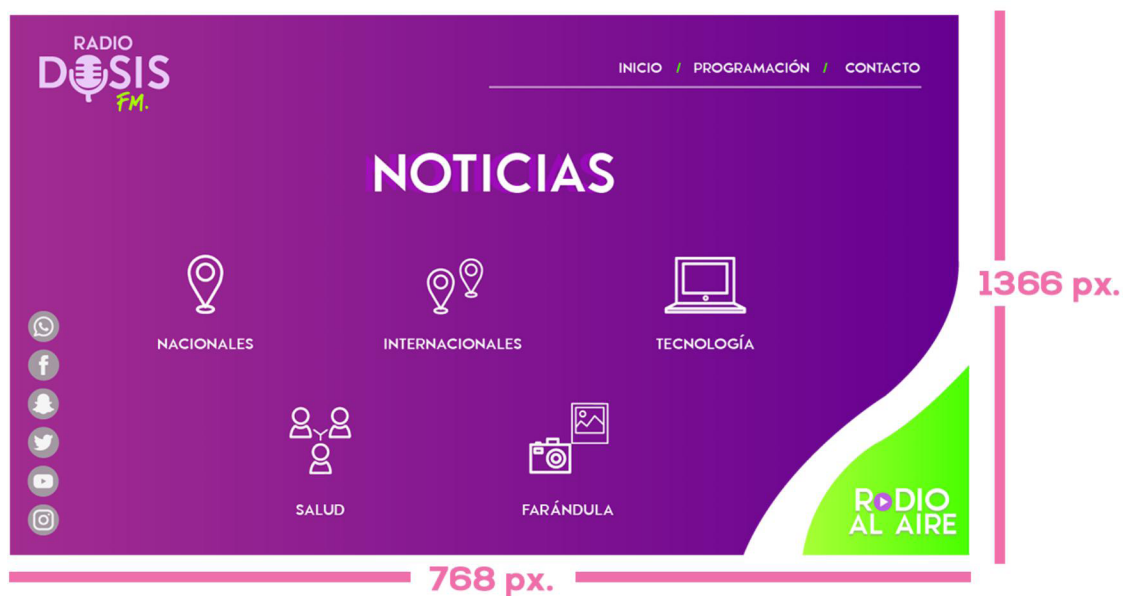 RADIO
DOSIS
FM.
INICIO / PROGRAMACIÓN / CONTACTO
NOTICIAS
NACIONALES
INTERNACIONALES
TECNOLOGÍA
SALUD
FARÁNDULA
RADIO
AL AIRE
1366 px.
768 px.